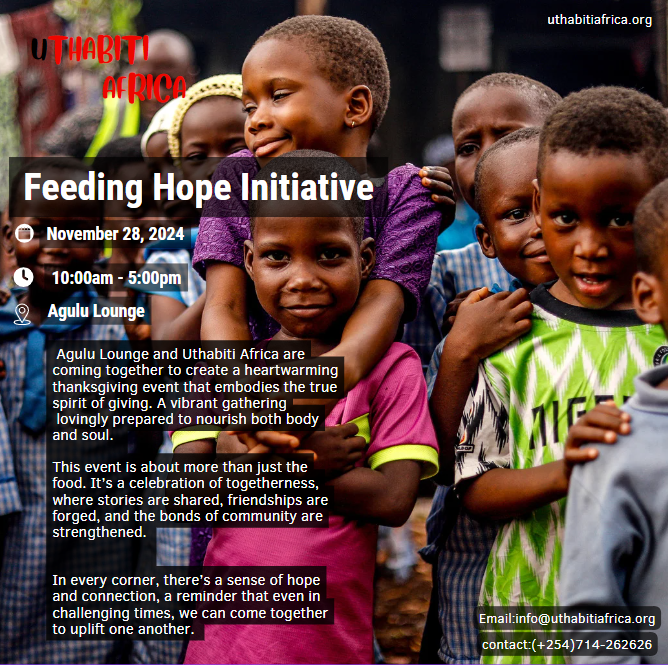 uthabitiafrica.org
UTHABITI
AFRICA
Feeding Hope Initiative
November 28, 2024
10:00am - 5:00pm
Agulu Lounge
Agulu Lounge and Uthabiti Africa are
coming together to create a heartwarming
thanksgiving event that embodies the true
spirit of giving. A vibrant gathering
lovingly prepared to nourish both body
and soul.
This event is about more than just the
food. It's a celebration of togetherness,
where stories are shared, friendships are
forged, and the bonds of community are
strengthened.
In every corner, there's a sense of hope
and connection, a reminder that even in
challenging times, we can come together
to uplift one another.
Email:info@uthabitiafrica.org
contact:(+254)714-262626